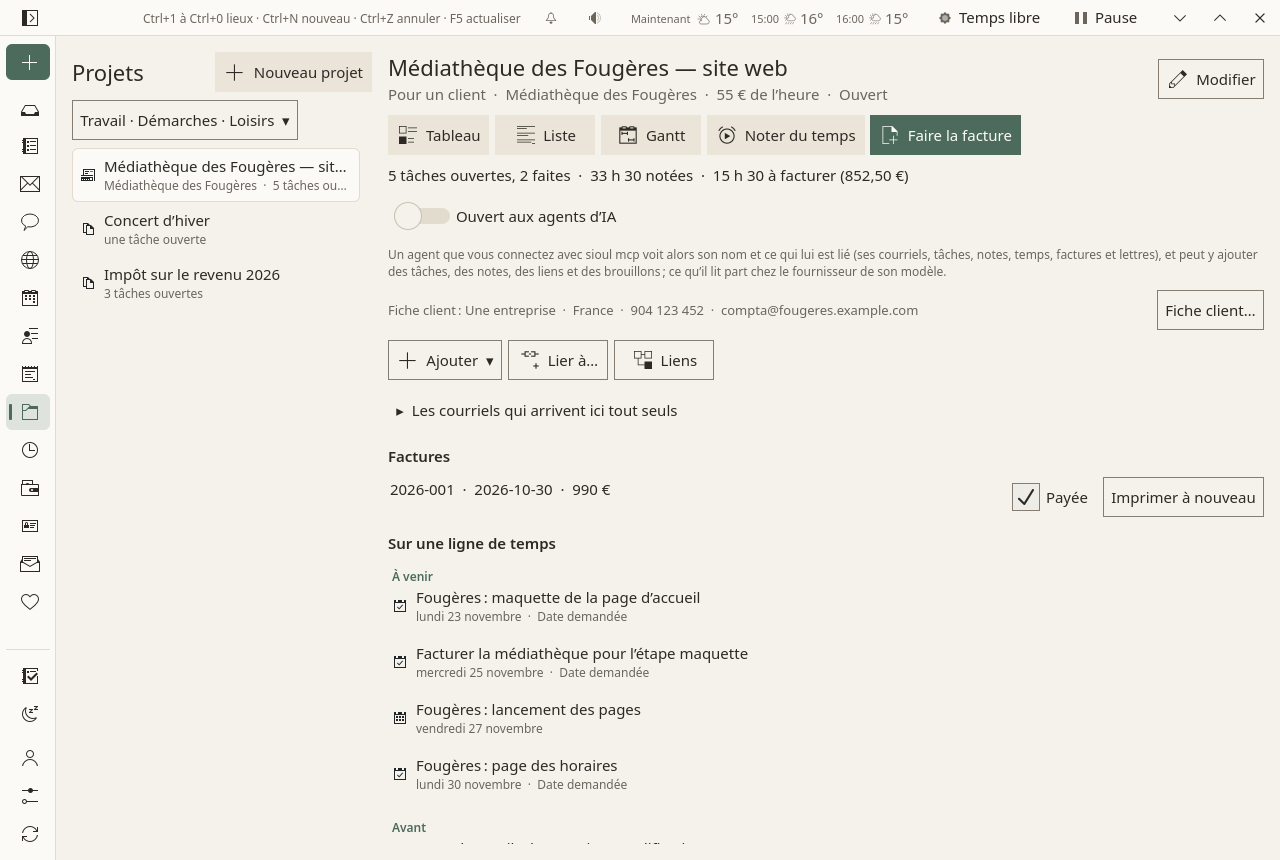 Ctrl+1 à Ctrl+0 lieux · Ctrl+N nouveau · Ctrl+Z annuler · F5 actualiser
Maintenant 15° 15:00 16° 16:00 15°
Temps libre
Pause
Projets
Nouveau projet
Travail · Démarches · Loisirs ▾
Médiathèque des Fougères — sit…
Médiathèque des Fougères · 5 tâches ou…
Concert d’hiver
une tâche ouverte
Impôt sur le revenu 2026
3 tâches ouvertes
Médiathèque des Fougères — site web
Pour un client · Médiathèque des Fougères · 55 € de l’heure · Ouvert
Modifier
Tableau
Liste
Gantt
Noter du temps
Faire la facture
5 tâches ouvertes, 2 faites · 33 h 30 notées · 15 h 30 à facturer (852,50 €)
Ouvert aux agents d’IA
Un agent que vous connectez avec sioul mcp voit alors son nom et ce qui lui est lié (ses courriels, tâches, notes, temps, factures et lettres), et peut y ajouter
des tâches, des notes, des liens et des brouillons ; ce qu’il lit part chez le fournisseur de son modèle.
Fiche client : Une entreprise · France · 904 123 452 · compta@fougeres.example.com
Fiche client…
Ajouter ▾
Lier à…
Liens
▸ Les courriels qui arrivent ici tout seuls
Factures
2026-001 · 2026-10-30 · 990 €
Payée
Imprimer à nouveau
Sur une ligne de temps
À venir
Fougères : maquette de la page d’accueil
lundi 23 novembre · Date demandée
Facturer la médiathèque pour l’étape maquette
mercredi 25 novembre · Date demandée
Fougères : lancement des pages
vendredi 27 novembre
Fougères : page des horaires
lundi 30 novembre · Date demandée
Avant